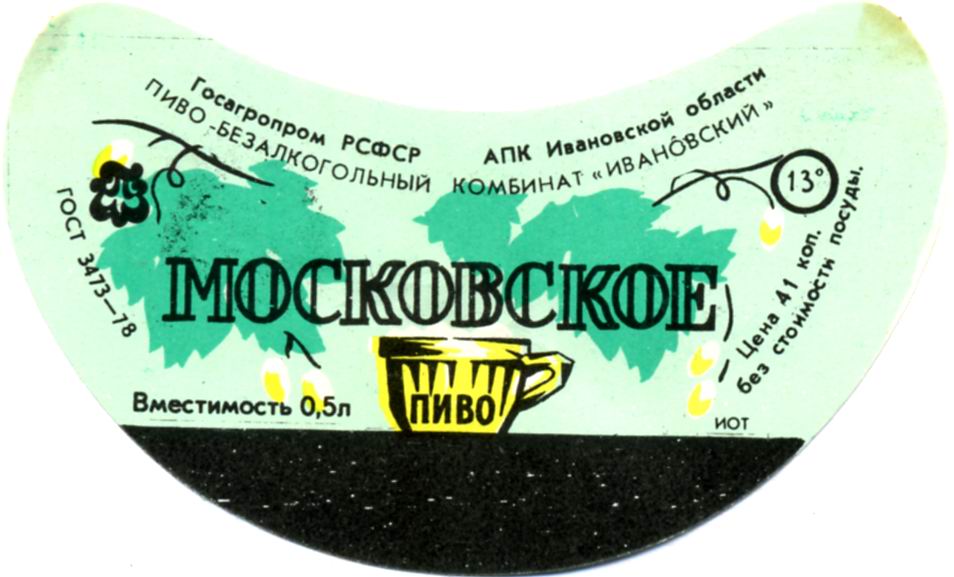 Госагропром РСФСР АПК Ивановской области
ПИВО-БЕЗАЛКОГОЛЬНЫЙ КОМБИНАТ «ИВАНОВСКИЙ»
13°
ГОСТ 3473—78
МОСКОВСКОЕ
Цена 41 коп.
без стоимости посуды.
Вместимость 0,5л
ПИВО
ИОТ